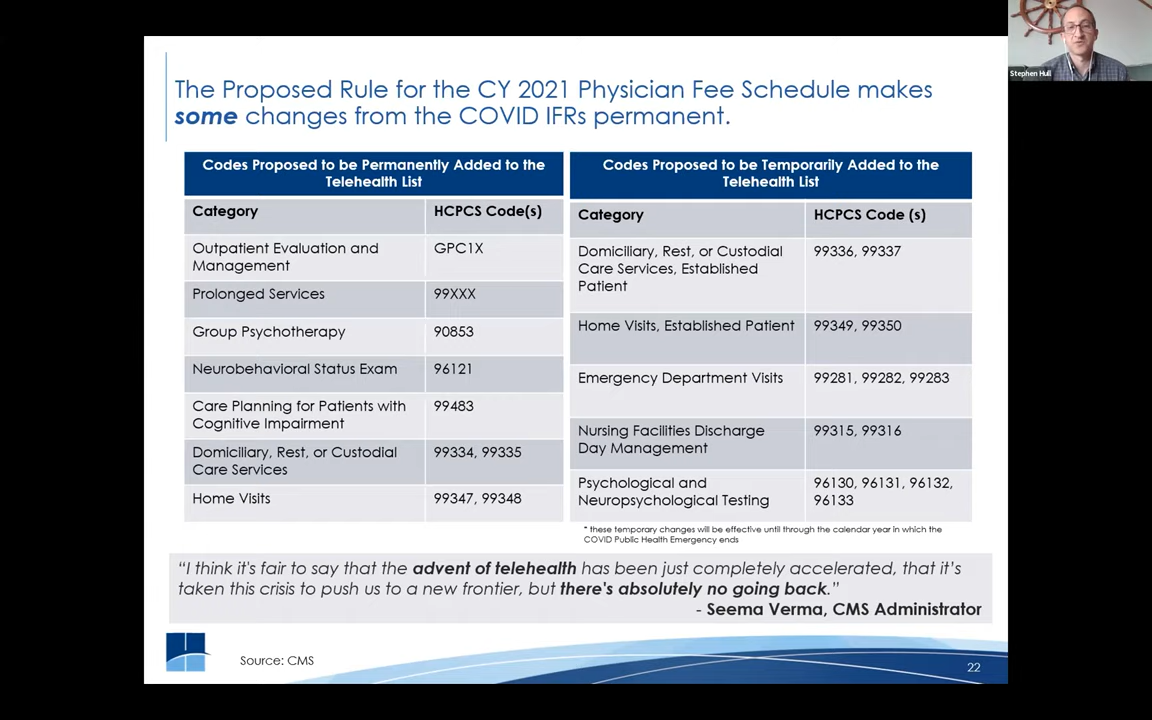 Stephen Hull
The Proposed Rule for the CY 2021 Physician Fee Schedule makes
some changes from the COVID IFRs permanent.
Codes Proposed to be Permanently Added to the
Telehealth List
Category HCPCS Code(s)
Outpatient Evaluation and GPC1X
Management
Prolonged Services 99XXX
Group Psychotherapy 90853
Neurobehavioral Status Exam 96121
Care Planning for Patients with 99483
Cognitive Impairment
Domiciliary, Rest, or Custodial 99334, 99335
Care Services
Home Visits 99347, 99348
Codes Proposed to be Temporarily Added to the
Telehealth List
Category HCPCS Code (s)
Domiciliary, Rest, or Custodial 99336, 99337
Care Services, Established
Patient
Home Visits, Established Patient 99349, 99350
Emergency Department Visits 99281, 99282, 99283
Nursing Facilities Discharge 99315, 99316
Day Management
Psychological and 96130, 96131, 96132,
Neuropsychological Testing 96133
* these temporary changes will be effective until through the calendar year in which the
COVID Public Health Emergency ends
“I think it's fair to say that the advent of telehealth has been just completely accelerated, that it’s
taken this crisis to push us to a new frontier, but there's absolutely no going back.”
- Seema Verma, CMS Administrator
Source: CMS
22